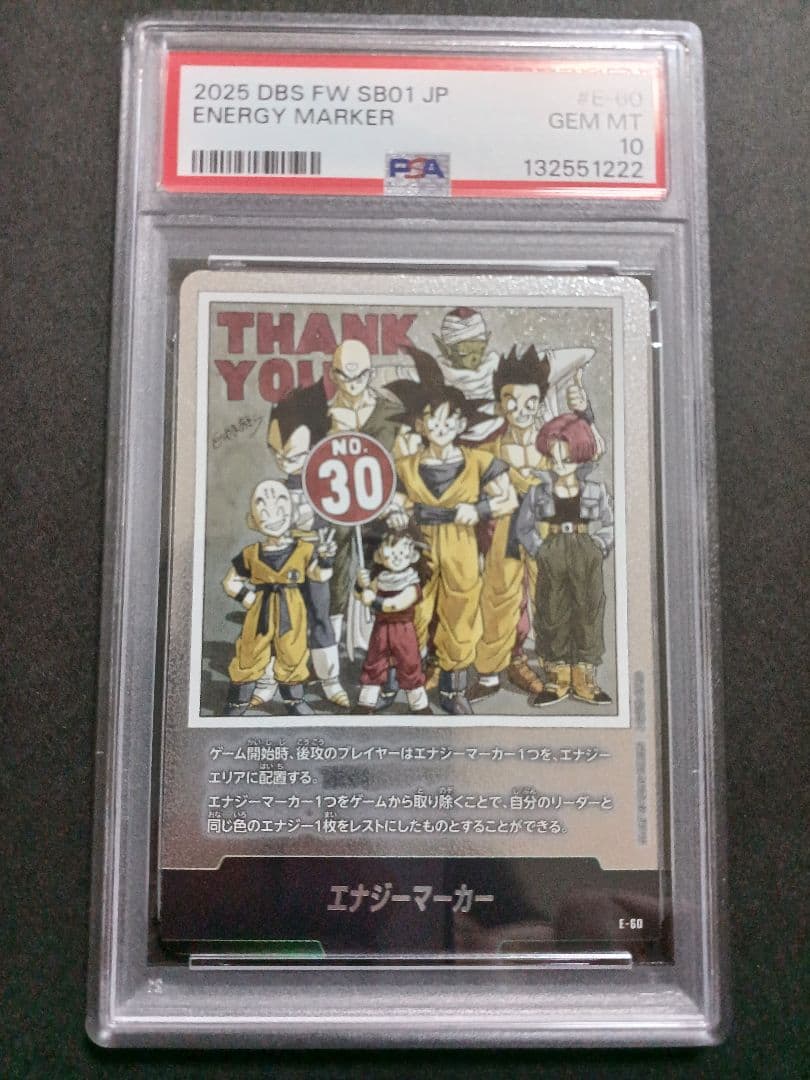 2025 DBS FW SB01 JP
#E-60
ENERGY MARKER
GEM MT
10
PSA
132551222
THANK
YOU
NO.
30
ゲーム開始時、後攻のプレイヤーはエナジーマーカー1つを、エナジー
エリアに配置する。
エナジーマーカー1つをゲームから取り除くことで、自分のリーダーと
同じ色のエナジー1枚をレストにしたものとすることができる。
エナジーマーカー
E-60